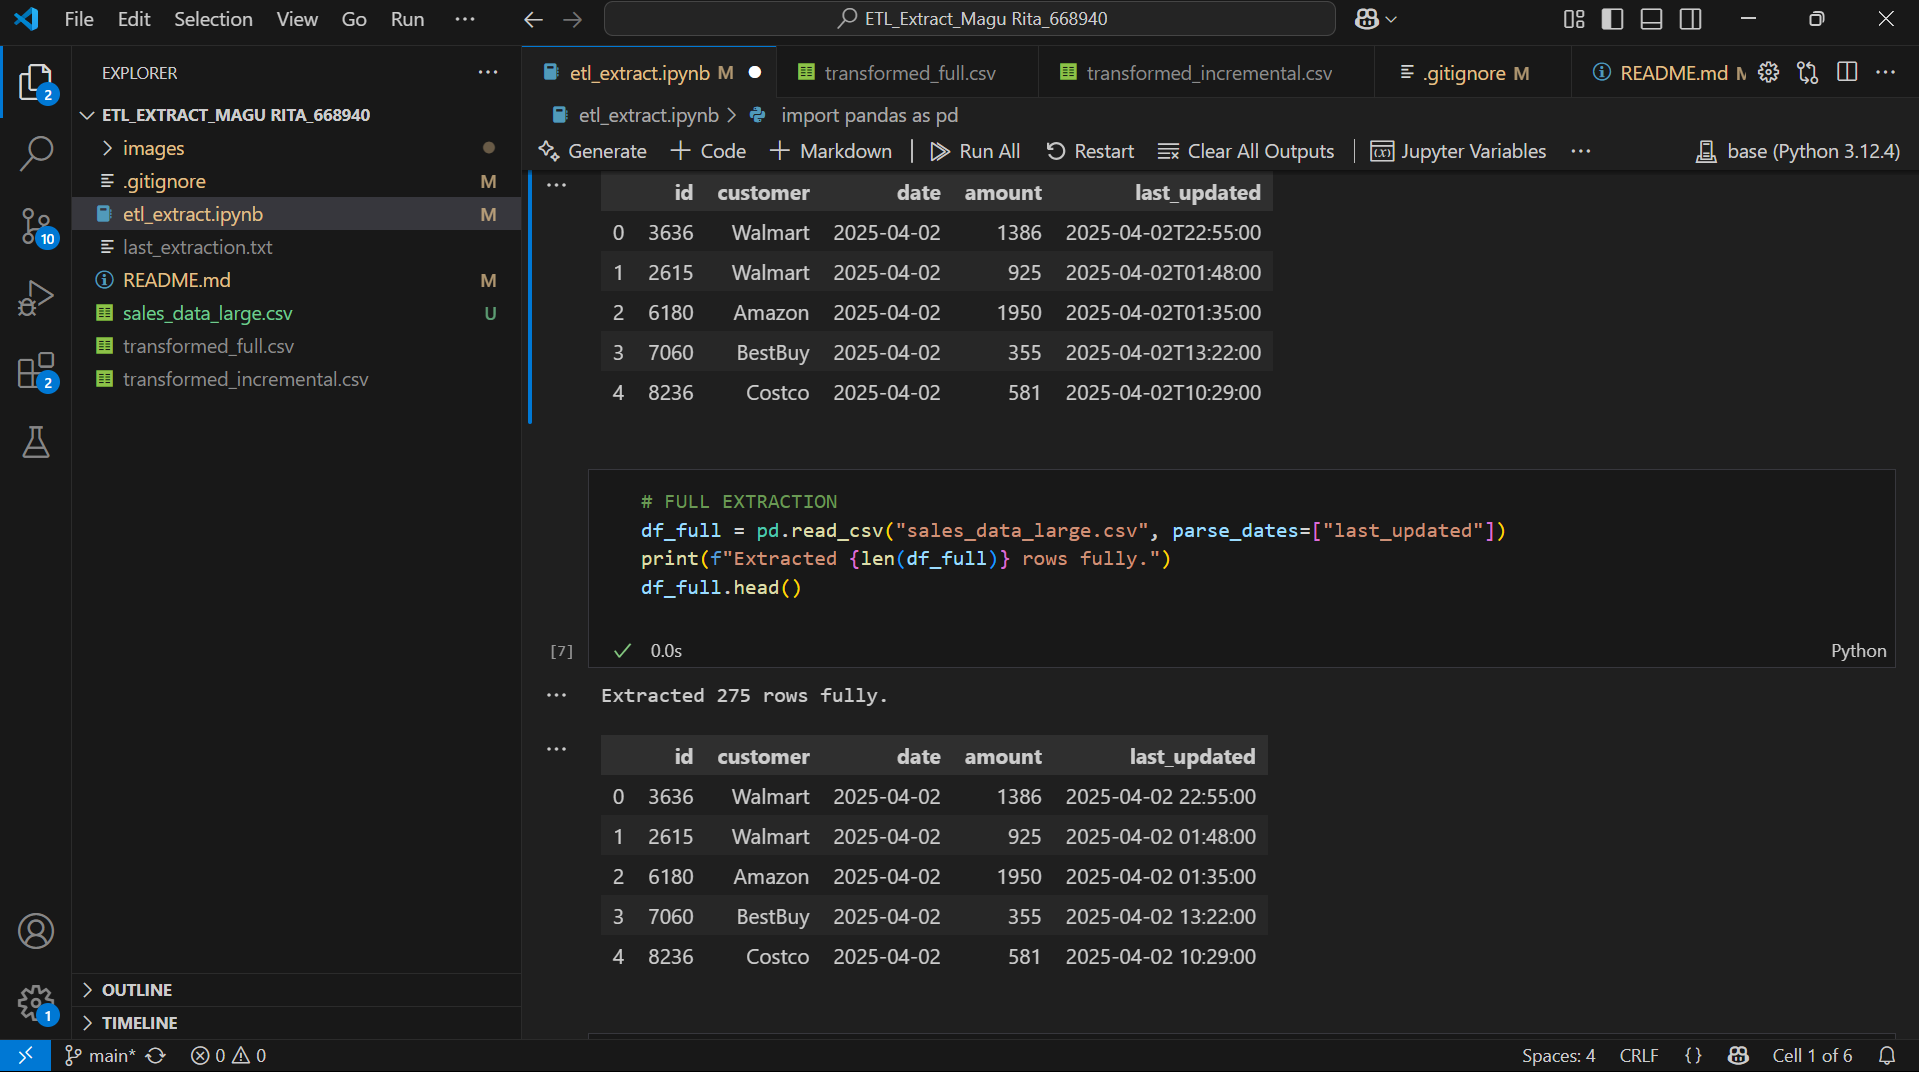 File Edit Selection View Go Run ··· ETL_Extract_Magu Rita_668940
EXPLORER ···
ETL_EXTRACT_MAGU RITA_668940
images
.gitignore M
etl_extract.ipynb M
last_extraction.txt
README.md M
sales_data_large.csv U
transformed_full.csv
transformed_incremental.csv
OUTLINE
TIMELINE
2
10
2
1
etl_extract.ipynb M transformed_full.csv transformed_incremental.csv .gitignore M README.md M ···
etl_extract.ipynb > import pandas as pd
Generate + Code + Markdown | Run All Restart Clear All Outputs | Jupyter Variables ··· base (Python 3.12.4)
··· id customer date amount last_updated
0 3636 Walmart 2025-04-02 1386 2025-04-02T22:55:00
1 2615 Walmart 2025-04-02 925 2025-04-02T01:48:00
2 6180 Amazon 2025-04-02 1950 2025-04-02T01:35:00
3 7060 BestBuy 2025-04-02 355 2025-04-02T13:22:00
4 8236 Costco 2025-04-02 581 2025-04-02T10:29:00
# FULL EXTRACTION
df_full = pd.read_csv("sales_data_large.csv", parse_dates=["last_updated"])
print(f"Extracted {len(df_full)} rows fully.")
df_full.head()
[7] ✓ 0.0s Python
··· Extracted 275 rows fully.
··· id customer date amount last_updated
0 3636 Walmart 2025-04-02 1386 2025-04-02 22:55:00
1 2615 Walmart 2025-04-02 925 2025-04-02 01:48:00
2 6180 Amazon 2025-04-02 1950 2025-04-02 01:35:00
3 7060 BestBuy 2025-04-02 355 2025-04-02 13:22:00
4 8236 Costco 2025-04-02 581 2025-04-02 10:29:00
main* 0 0 Spaces: 4 CRLF {} Cell 1 of 6